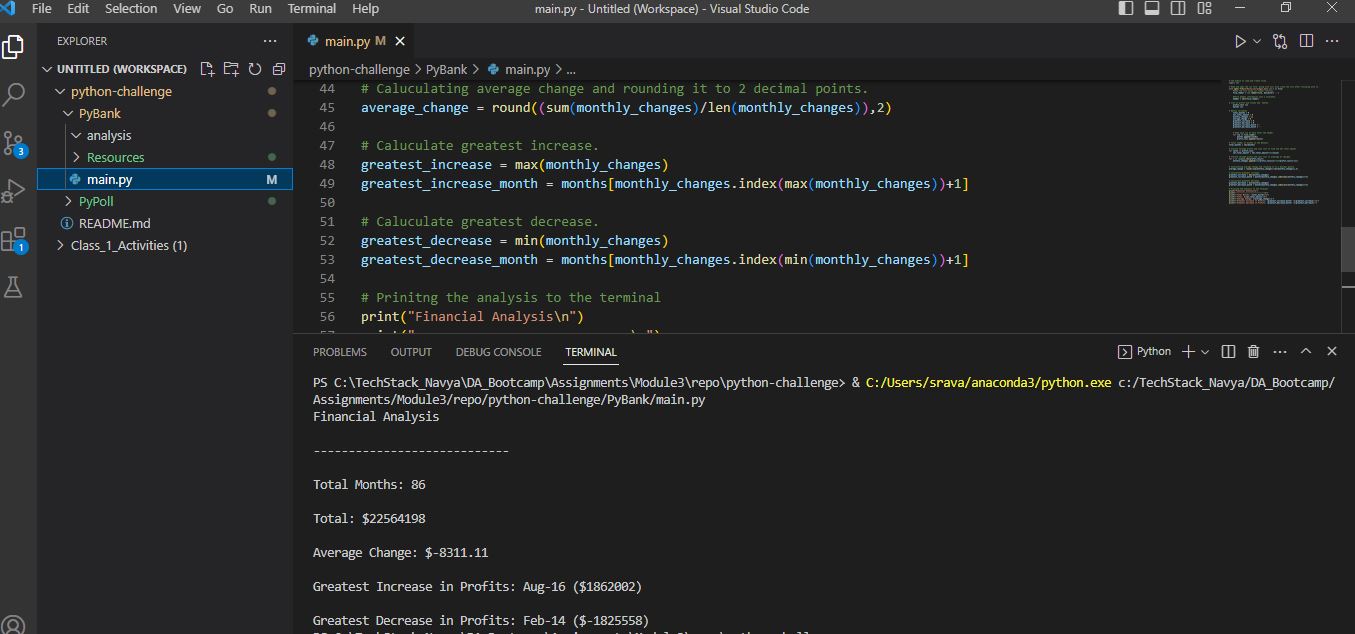 File Edit Selection View Go Run Terminal Help main.py - Untitled (Workspace) - Visual Studio Code
EXPLORER
UNTITLED (WORKSPACE)
python-challenge
PyBank
analysis
Resources
main.py M
PyPoll
README.md
Class_1_Activities (1)
3
1
main.py M
python-challenge > PyBank > main.py > ...
44 # Caluculating average change and rounding it to 2 decimal points.
45 average_change = round((sum(monthly_changes)/len(monthly_changes)),2)
46
47 # Caluculate greatest increase.
48 greatest_increase = max(monthly_changes)
49 greatest_increase_month = months[monthly_changes.index(max(monthly_changes))+1]
50
51 # Caluculate greatest decrease.
52 greatest_decrease = min(monthly_changes)
53 greatest_decrease_month = months[monthly_changes.index(min(monthly_changes))+1]
54
55 # Prinitng the analysis to the terminal
56 print("Financial Analysis\n")
PROBLEMS OUTPUT DEBUG CONSOLE TERMINAL Python
PS C:\TechStack_Navya\DA_Bootcamp\Assignments\Module3\repo\python-challenge> & C:/Users/srava/anaconda3/python.exe c:/TechStack_Navya/DA_Bootcamp/
Assignments/Module3/repo/python-challenge/PyBank/main.py
Financial Analysis
----------------------------
Total Months: 86
Total: $22564198
Average Change: $-8311.11
Greatest Increase in Profits: Aug-16 ($1862002)
Greatest Decrease in Profits: Feb-14 ($-1825558)